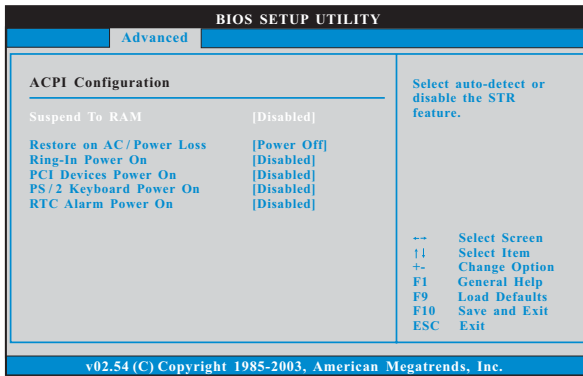 BIOS SETUP UTILITY
Advanced
ACPI Configuration
Suspend To RAM [Disabled]
Restore on AC / Power Loss [Power Off]
Ring-In Power On [Disabled]
PCI Devices Power On [Disabled]
PS / 2 Keyboard Power On [Disabled]
RTC Alarm Power On [Disabled]
Select auto-detect or
disable the STR
feature.
←→ Select Screen
↑↓ Select Item
+- Change Option
F1 General Help
F9 Load Defaults
F10 Save and Exit
ESC Exit
v02.54 (C) Copyright 1985-2003, American Megatrends, Inc.